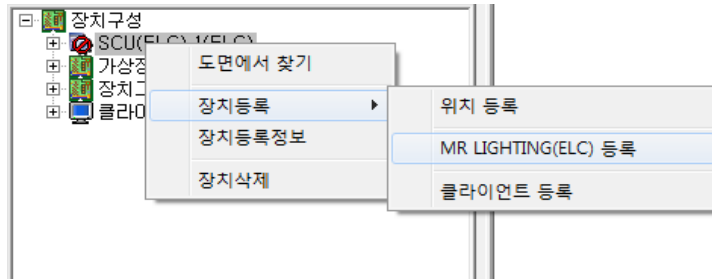 장치구성
SCU(ELC) 1(ELC)
가상장
도면에서 찾기
장치그
장치등록
위치 등록
클라이
장치등록정보
MR LIGHTING(ELC) 등록
장치삭제
클라이언트 등록